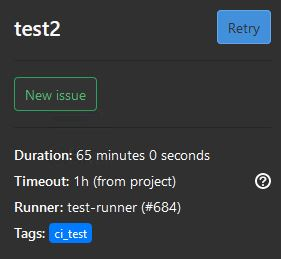 test2
Retry
New issue
Duration: 65 minutes 0 seconds
Timeout: 1h (from project)
Runner: test-runner (#684)
Tags: ci_test